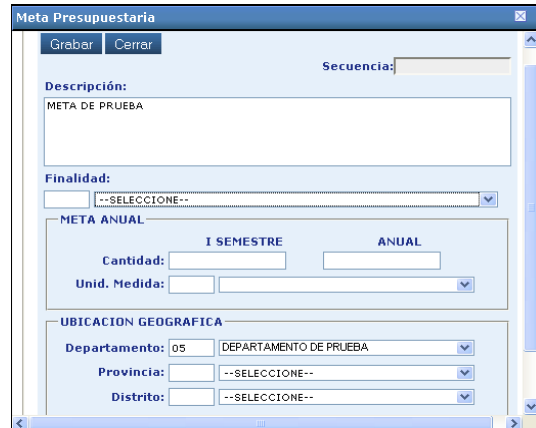 Meta Presupuestaria
Grabar Cerrar
Secuencia:
Descripción:
META DE PRUEBA
Finalidad:
--SELECCIONE--
META ANUAL
I SEMESTRE ANUAL
Cantidad:
Unid. Medida:
UBICACION GEOGRAFICA
Departamento: 05 DEPARTAMENTO DE PRUEBA
Provincia: --SELECCIONE--
Distrito: --SELECCIONE--